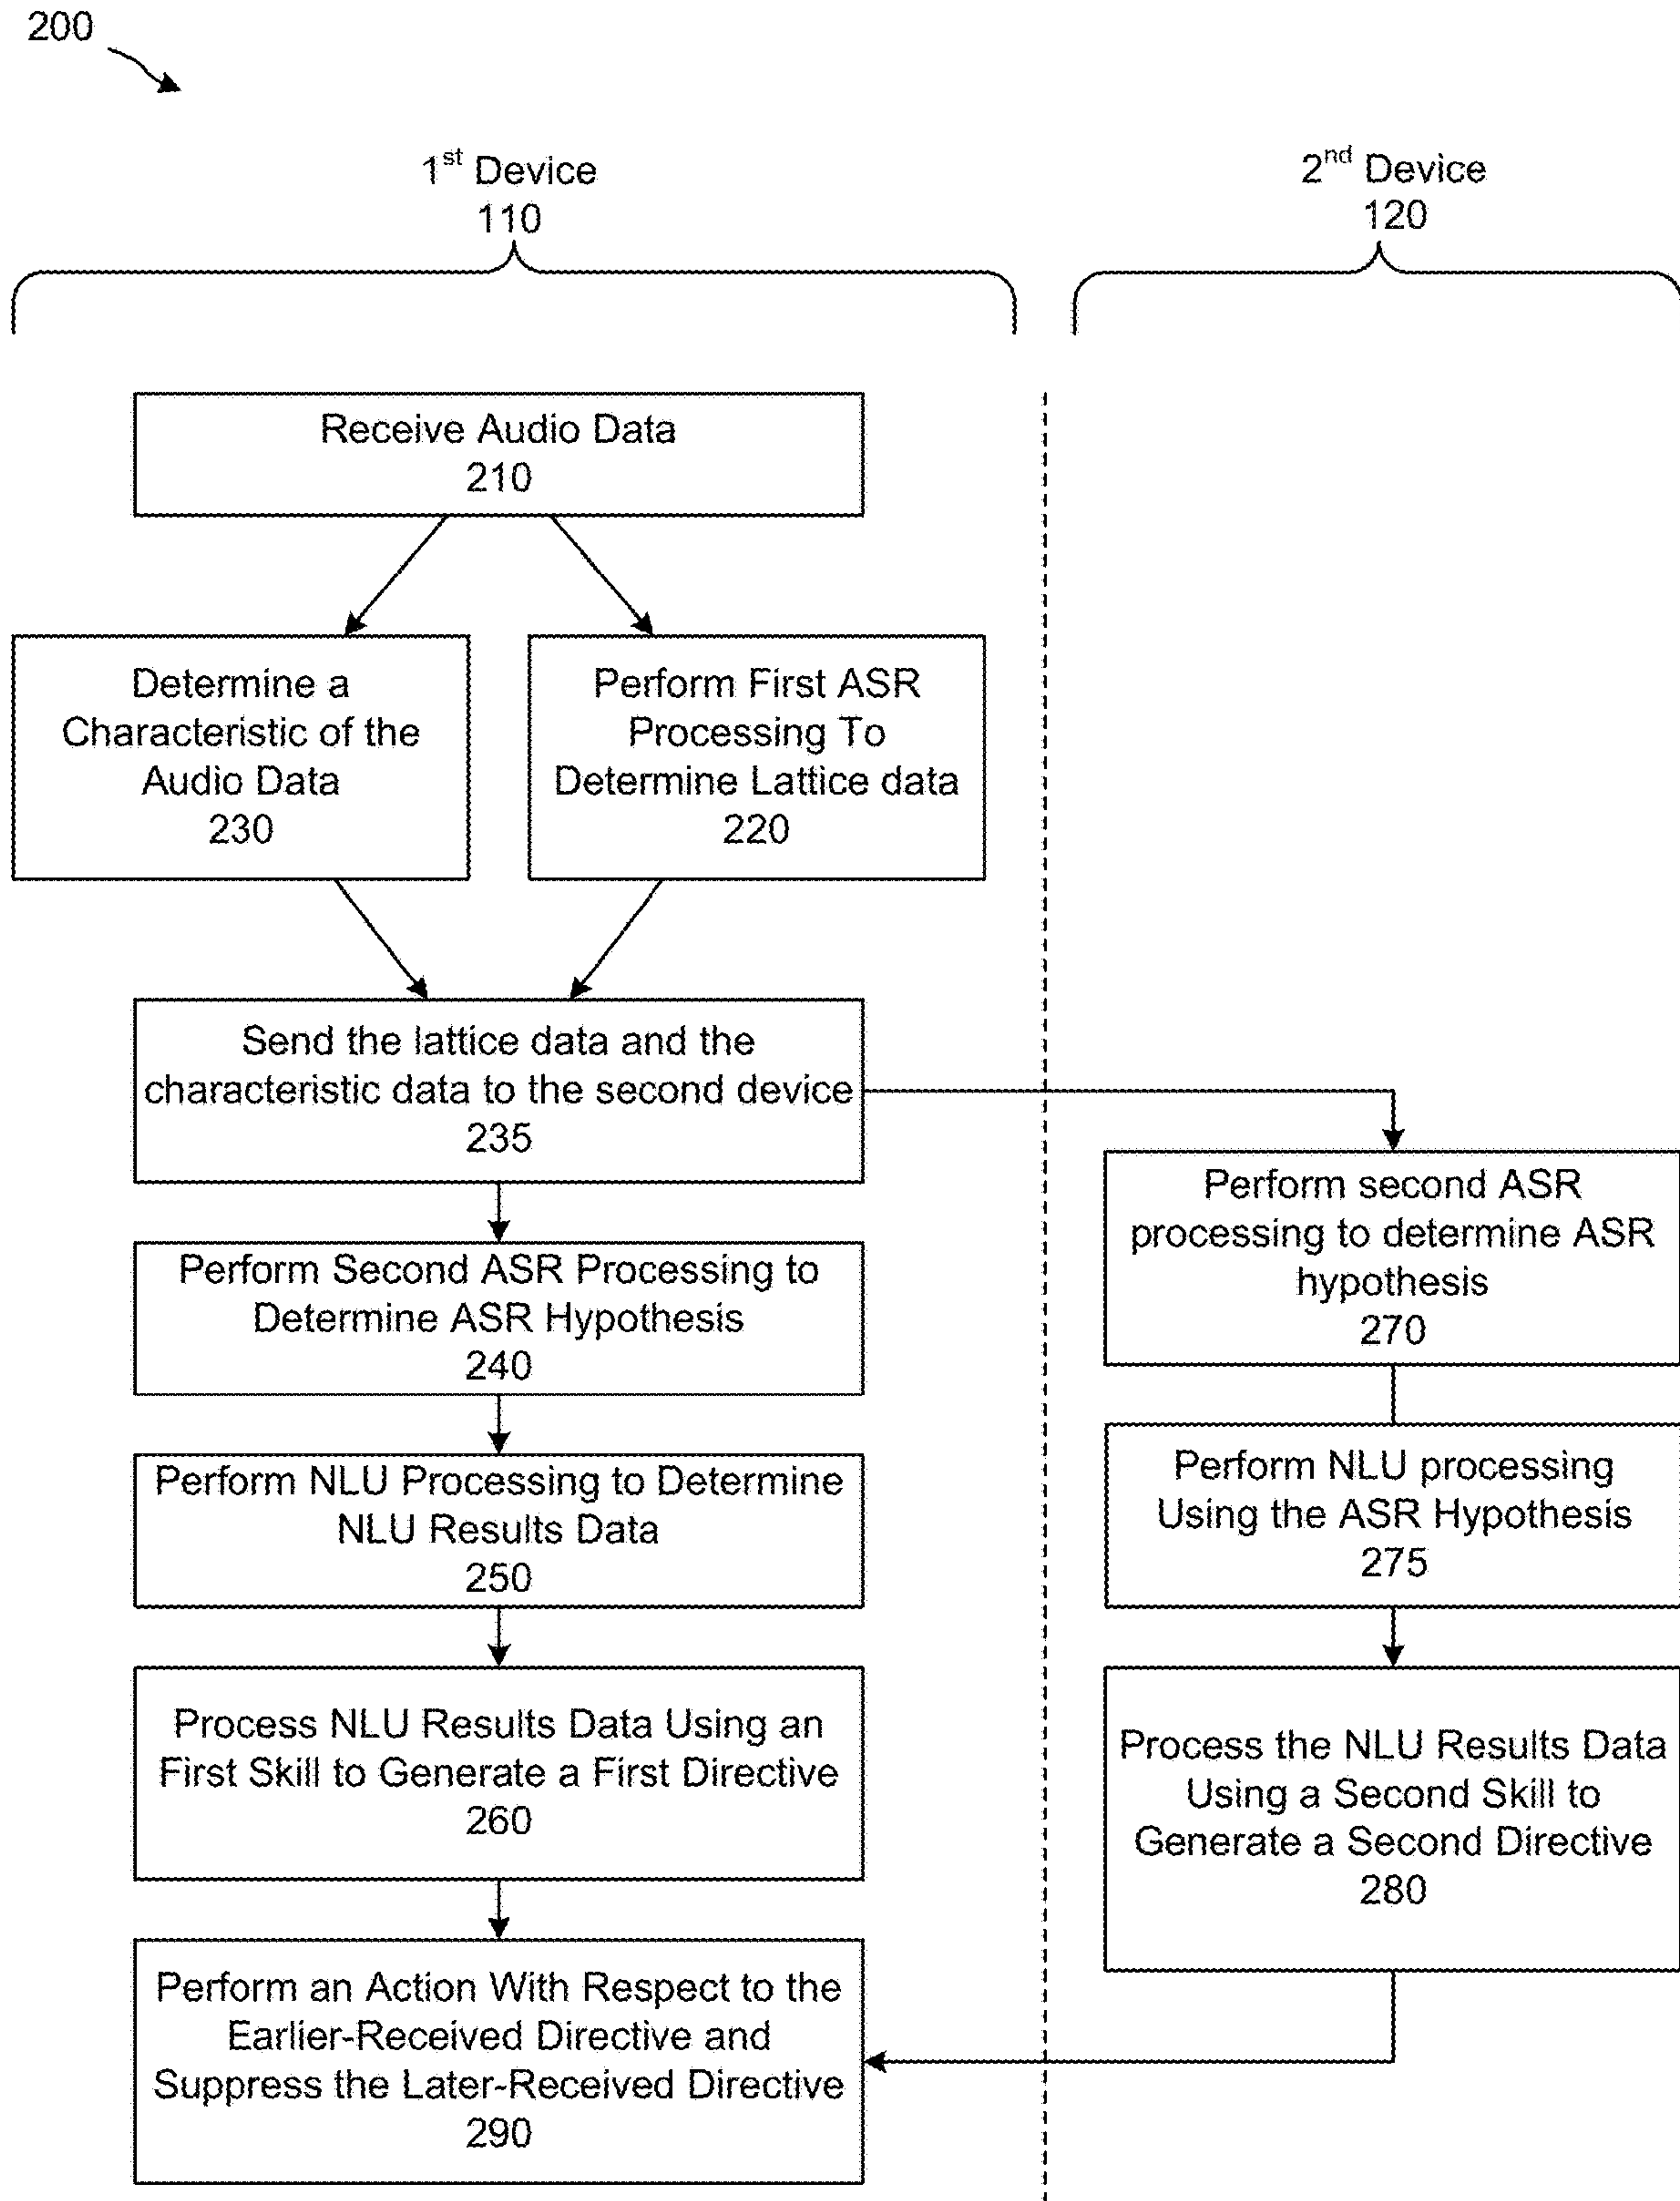 200
1st Device
110
2nd Device
120
Receive Audio Data
210
Determine a
Characteristic of the
Audio Data
230
Perform First ASR
Processing To
Determine Lattice data
220
Send the lattice data and the
characteristic data to the second device
235
Perform second ASR
processing to determine ASR
hypothesis
270
Perform Second ASR Processing to
Determine ASR Hypothesis
240
Perform NLU Processing to Determine
NLU Results Data
250
Perform NLU processing
Using the ASR Hypothesis
275
Process NLU Results Data Using an
First Skill to Generate a First Directive
260
Process the NLU Results Data
Using a Second Skill to
Generate a Second Directive
280
Perform an Action With Respect to the
Earlier-Received Directive and
Suppress the Later-Received Directive
290